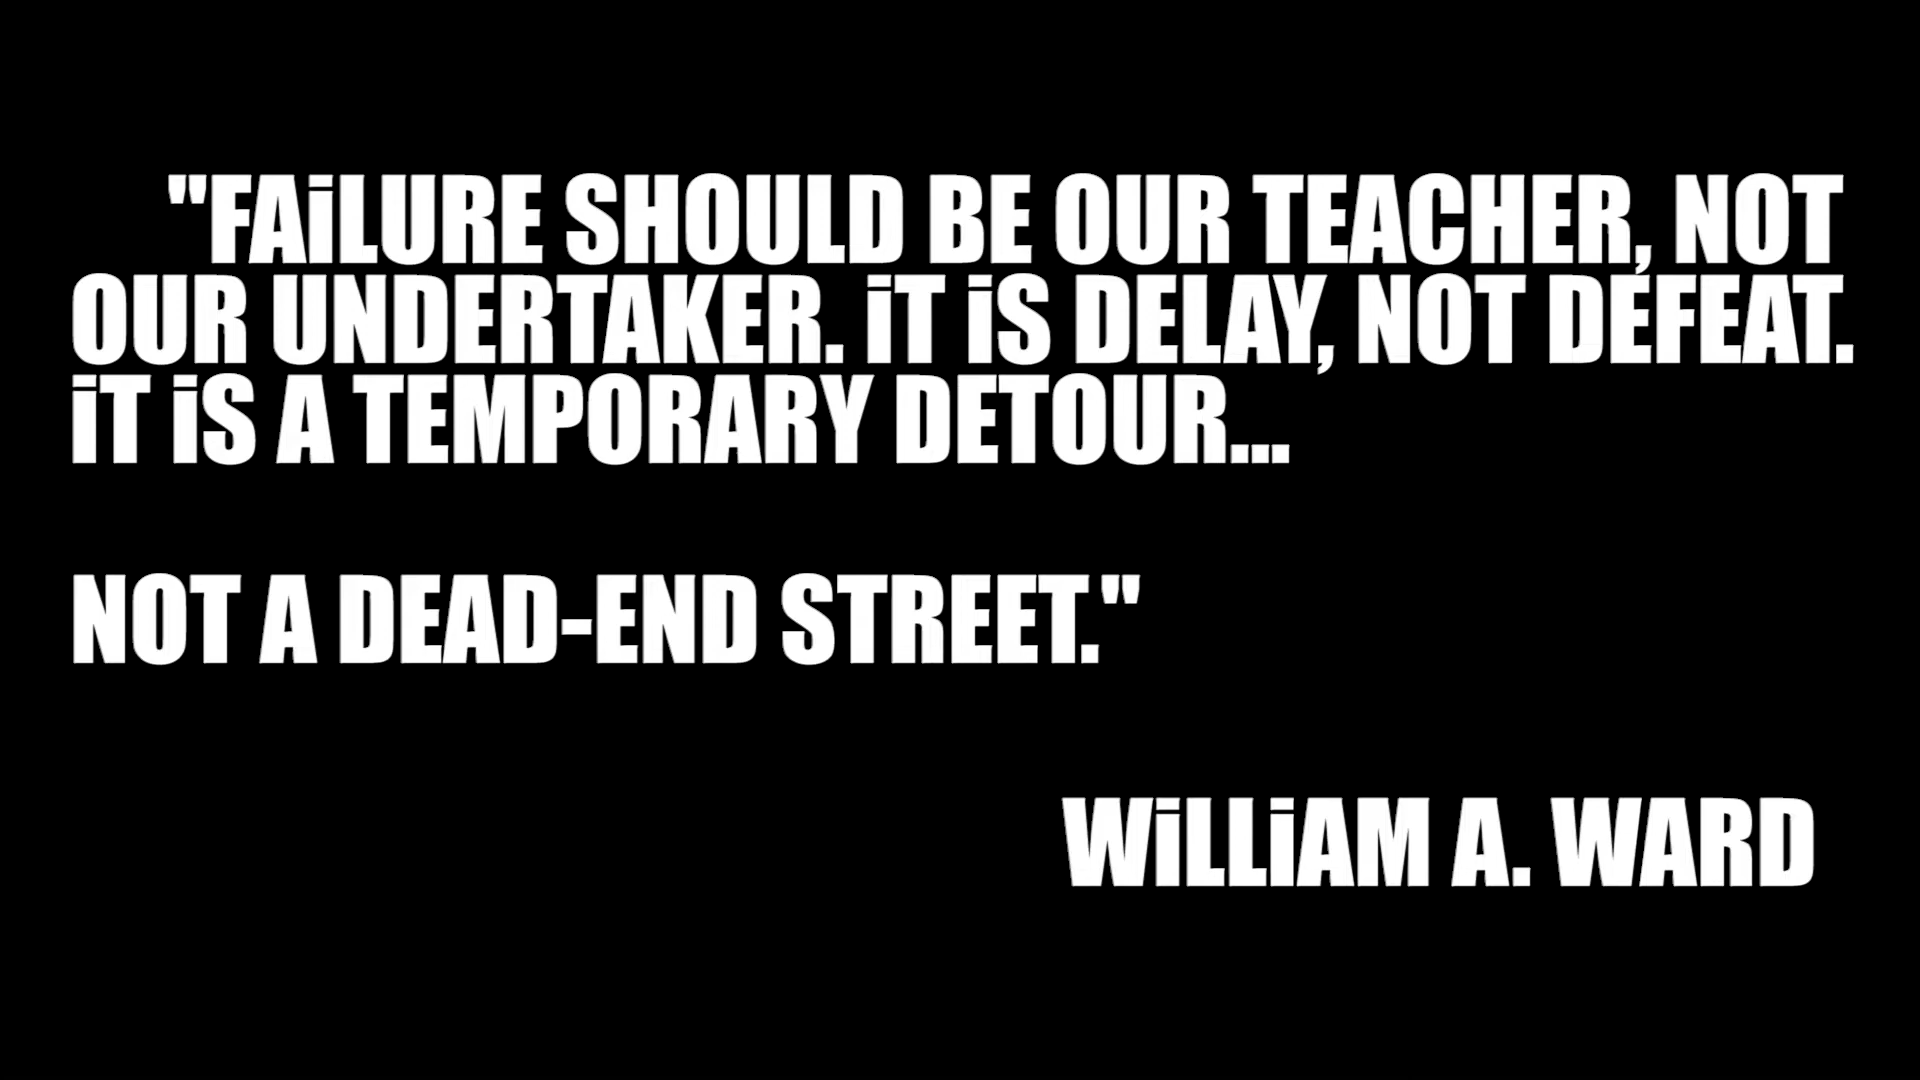 "FAiLURE SHOULD BE OUR TEACHER, NOT
OUR UNDERTAKER. iT iS DELAY, NOT DEFEAT.
iT iS A TEMPORARY DETOUR...
NOT A DEAD-END STREET."
WiLLiAM A. WARD